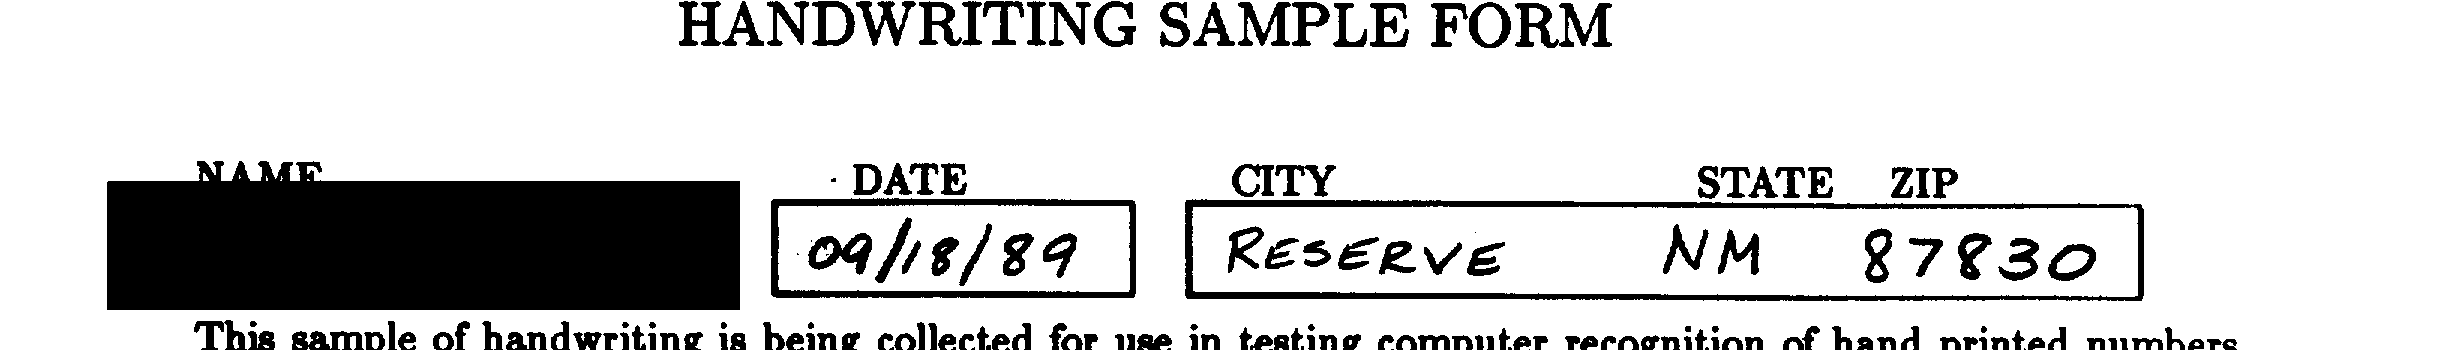 HANDWRITING SAMPLE FORM
NAME DATE CITY STATE ZIP
09/18/89 RESERVE NM 87830
This sample of handwriting is being collected for use in testing computer recognition of hand printed numbers